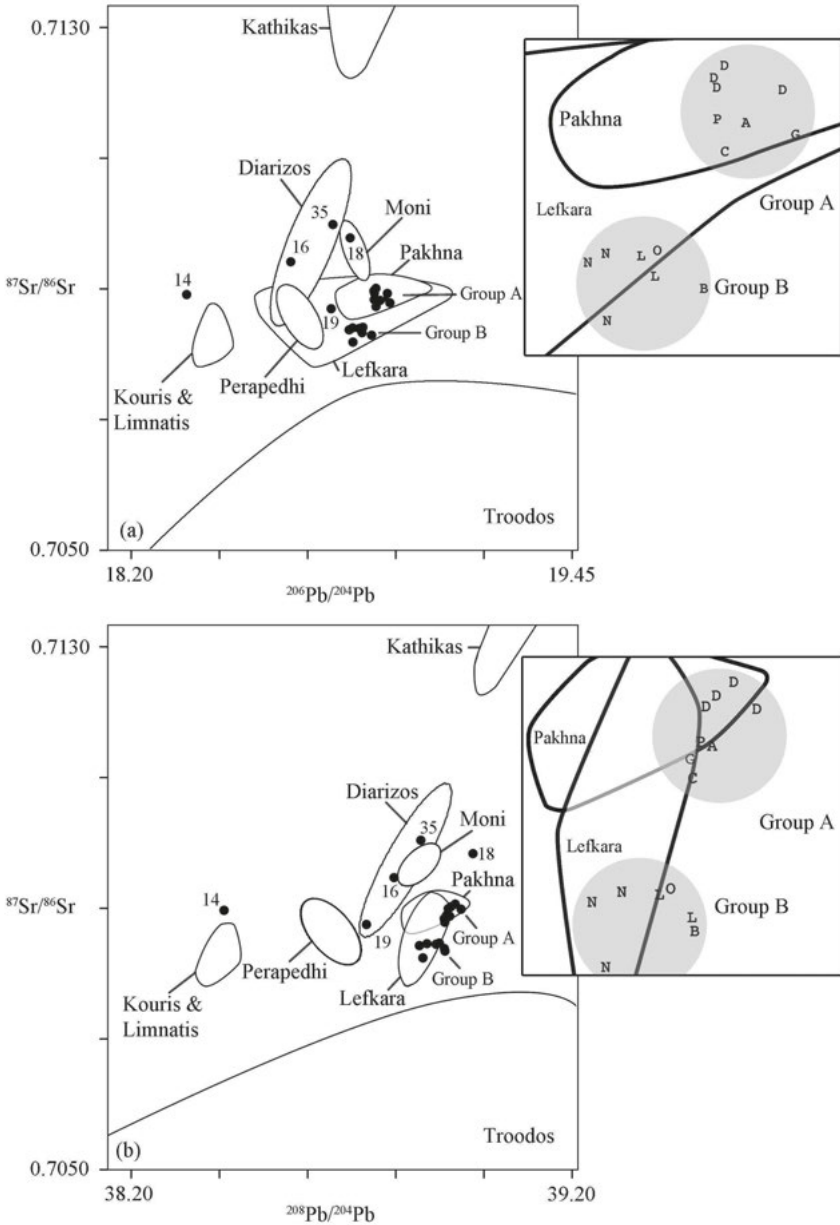 0.7130
Kathikas
Diarizos
35
Moni
16
18
Pakhna
14
⁸⁷Sr/⁸⁶Sr
Group A
19
Group B
Perapedhi
Lefkara
Kouris &
Limnatis
(a)
Troodos
0.7050
18.20
19.45
²⁰⁶Pb/²⁰⁴Pb
D
D
D
D
Pakhna
P
A
G
C
Lefkara
Group A
N
N
L
O
L
B
Group B
N
0.7130
Kathikas
Diarizos
35
Moni
18
16
Pakhna
14
⁸⁷Sr/⁸⁶Sr
19
Group A
Perapedhi
Group B
Lefkara
Kouris &
Limnatis
(b)
Troodos
0.7050
38.20
39.20
²⁰⁸Pb/²⁰⁴Pb
D
D
D
D
Pakhna
P
A
G
C
Group A
Lefkara
N
N
L
O
Group B
L
B
N